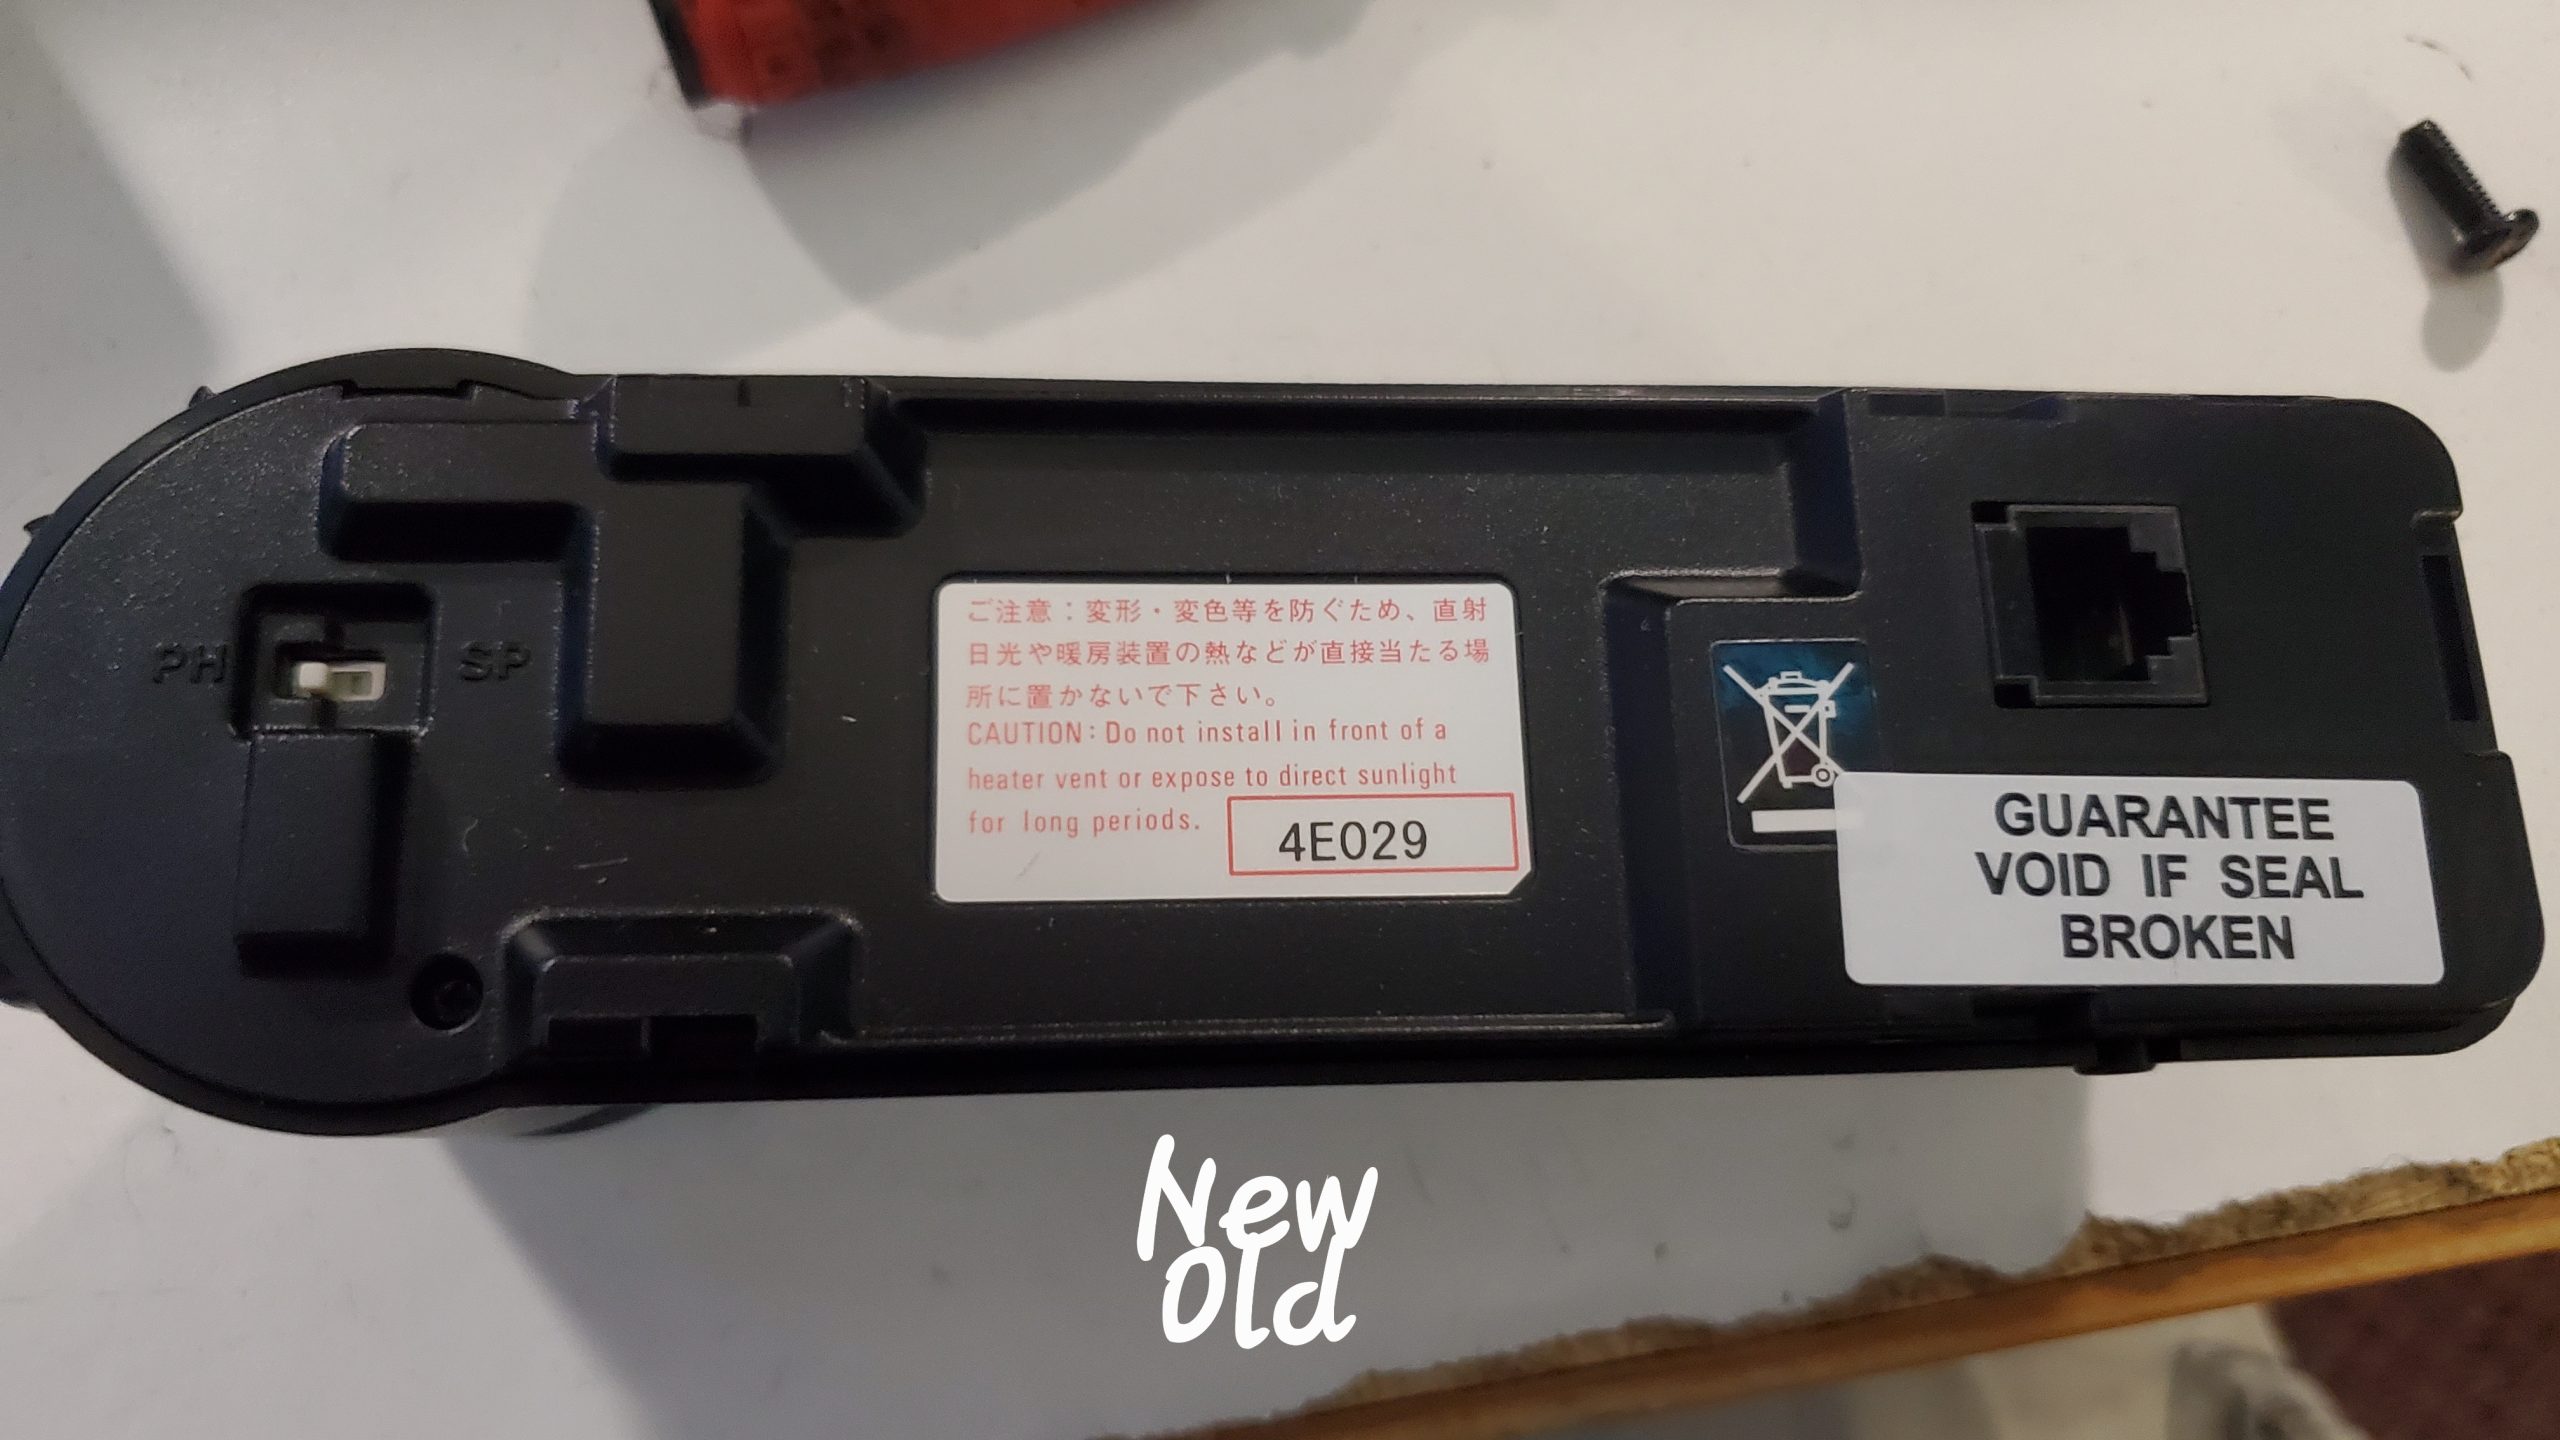 PH
SP
ご注意：変形・変色等を防ぐため、直射
日光や暖房装置の熱などが直接当たる場
所に置かないで下さい。
CAUTION: Do not install in front of a
heater vent or expose to direct sunlight
for long periods.
4E029
GUARANTEE
VOID IF SEAL
BROKEN
New
Old